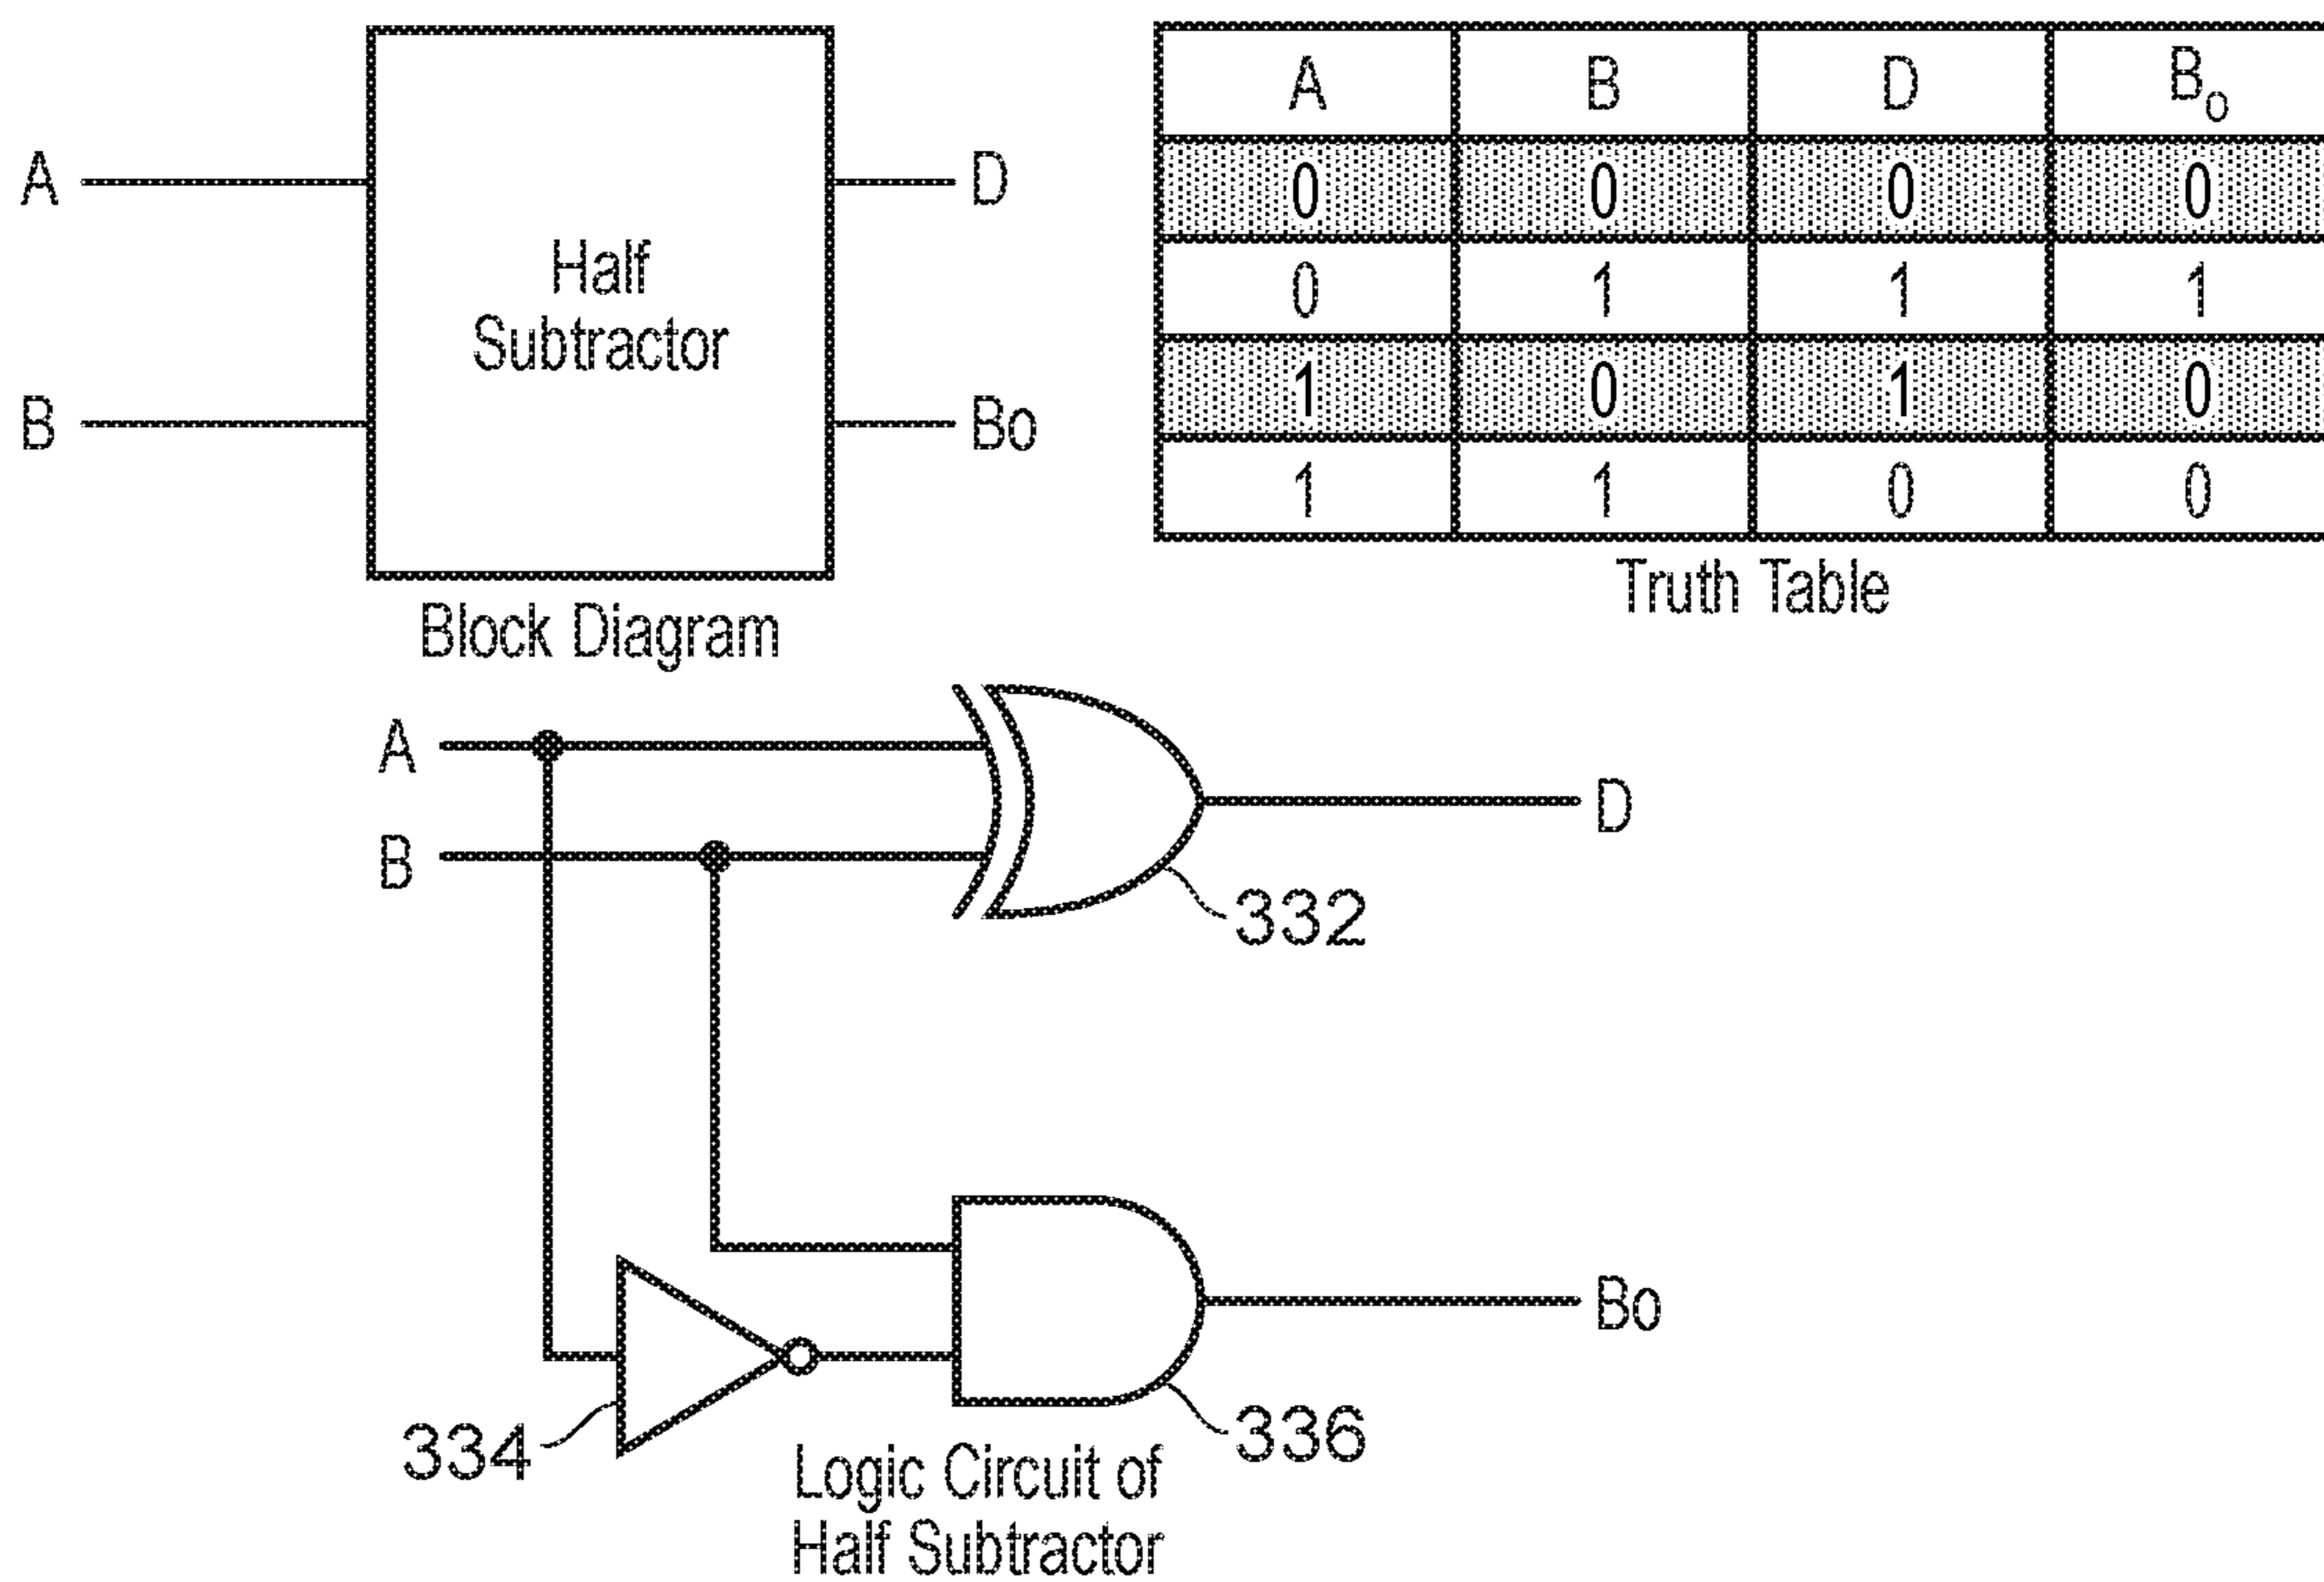 A
B
Half
Subtractor
D
Bo
Block Diagram
A B D Bo
0 0 0 0
0 1 1 1
1 0 1 0
1 1 0 0
Truth Table
A
B
D
332
Bo
334
336
Logic Circuit of
Half Subtractor